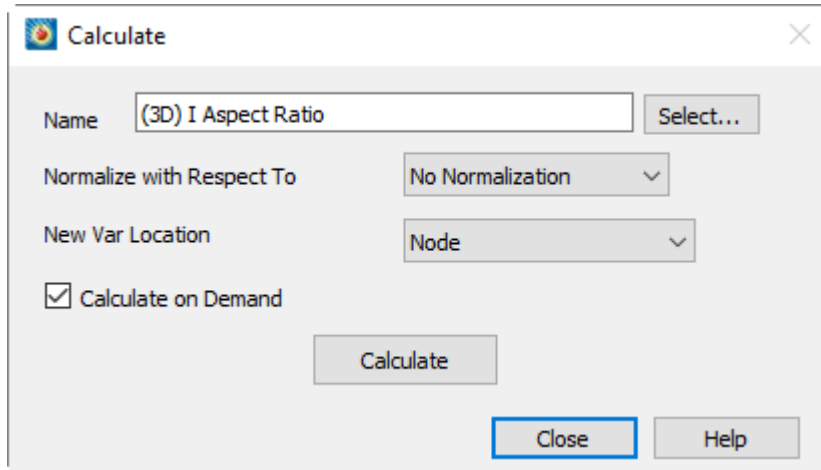 Calculate
Name (3D) I Aspect Ratio Select...
Normalize with Respect To No Normalization
New Var Location Node
Calculate on Demand
Calculate
Close Help